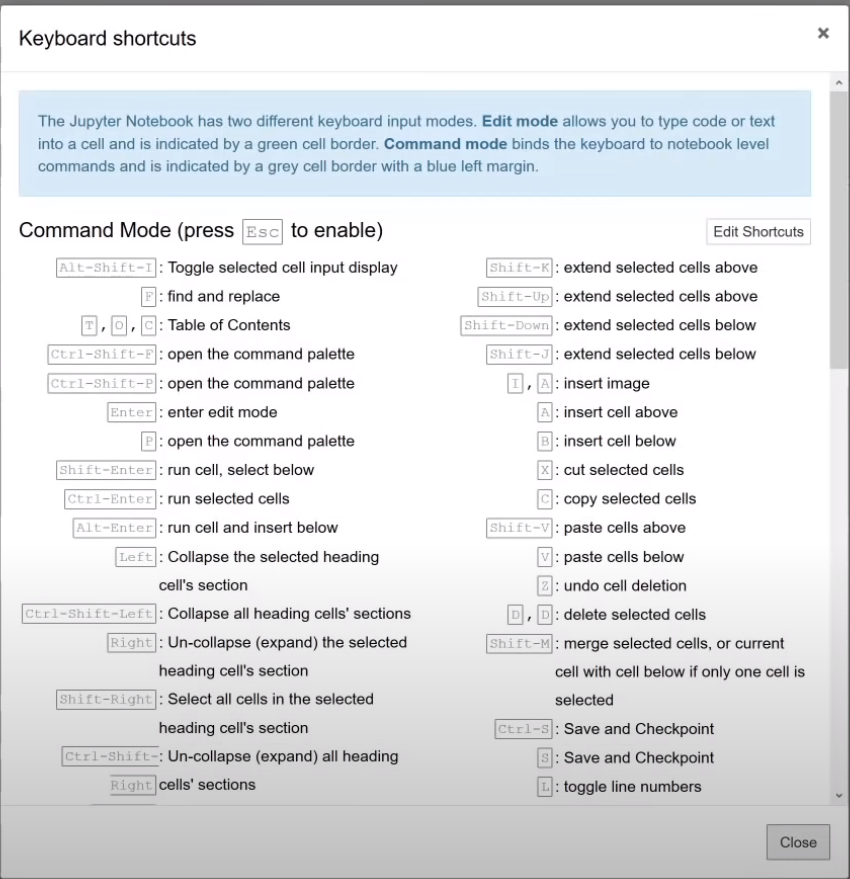 Keyboard shortcuts
×
The Jupyter Notebook has two different keyboard input modes. Edit mode allows you to type code or text
into a cell and is indicated by a green cell border. Command mode binds the keyboard to notebook level
commands and is indicated by a grey cell border with a blue left margin.
Command Mode (press Esc to enable)
Edit Shortcuts
Alt-Shift-I : Toggle selected cell input display
F : find and replace
T , O , C : Table of Contents
Ctrl-Shift-F : open the command palette
Ctrl-Shift-P : open the command palette
Enter : enter edit mode
P : open the command palette
Shift-Enter : run cell, select below
Ctrl-Enter : run selected cells
Alt-Enter : run cell and insert below
Left : Collapse the selected heading
cell's section
Ctrl-Shift-Left : Collapse all heading cells' sections
Right : Un-collapse (expand) the selected
heading cell's section
Shift-Right : Select all cells in the selected
heading cell's section
Ctrl-Shift- : Un-collapse (expand) all heading
Right cells' sections
Shift-K : extend selected cells above
Shift-Up : extend selected cells above
Shift-Down : extend selected cells below
Shift-J : extend selected cells below
I , A : insert image
A : insert cell above
B : insert cell below
X : cut selected cells
C : copy selected cells
Shift-V : paste cells above
V : paste cells below
Z : undo cell deletion
D , D : delete selected cells
Shift-M : merge selected cells, or current
cell with cell below if only one cell is
selected
Ctrl-S : Save and Checkpoint
S : Save and Checkpoint
L : toggle line numbers
Close